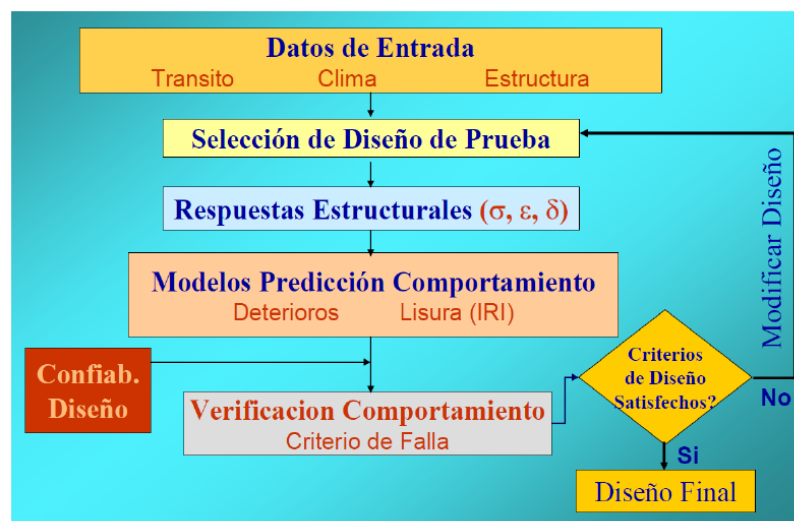 Datos de Entrada
Transito Clima Estructura
Selección de Diseño de Prueba
Respuestas Estructurales (σ, ε, δ)
Modelos Predicción Comportamiento
Deterioros Lisura (IRI)
Confiab.
Diseño
Verificacion Comportamiento
Criterio de Falla
Criterios
de Diseño
Satisfechos?
No
Modificar Diseño
Si
Diseño Final